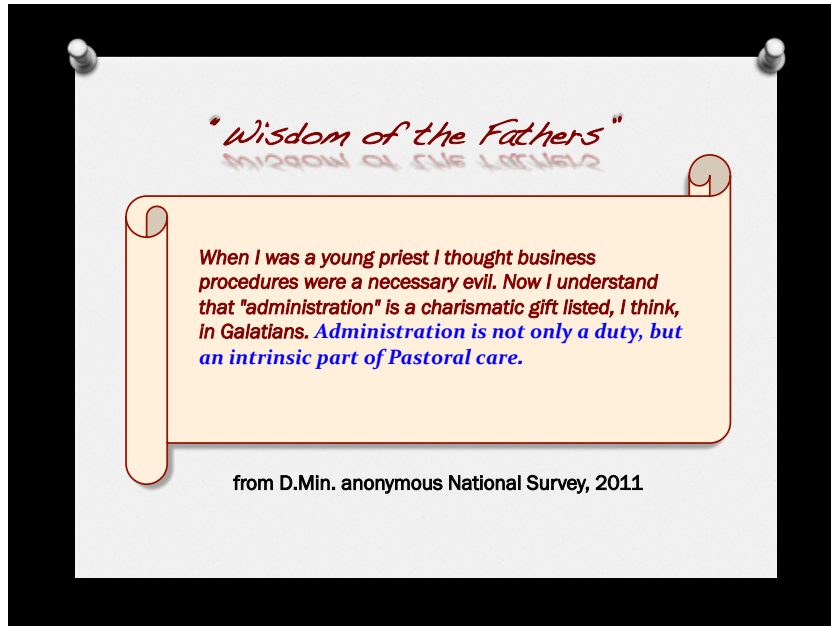 "Wisdom of the Fathers"
When I was a young priest I thought business
procedures were a necessary evil. Now I understand
that "administration" is a charismatic gift listed, I think,
in Galatians. Administration is not only a duty, but
an intrinsic part of Pastoral care.
from D.Min. anonymous National Survey, 2011